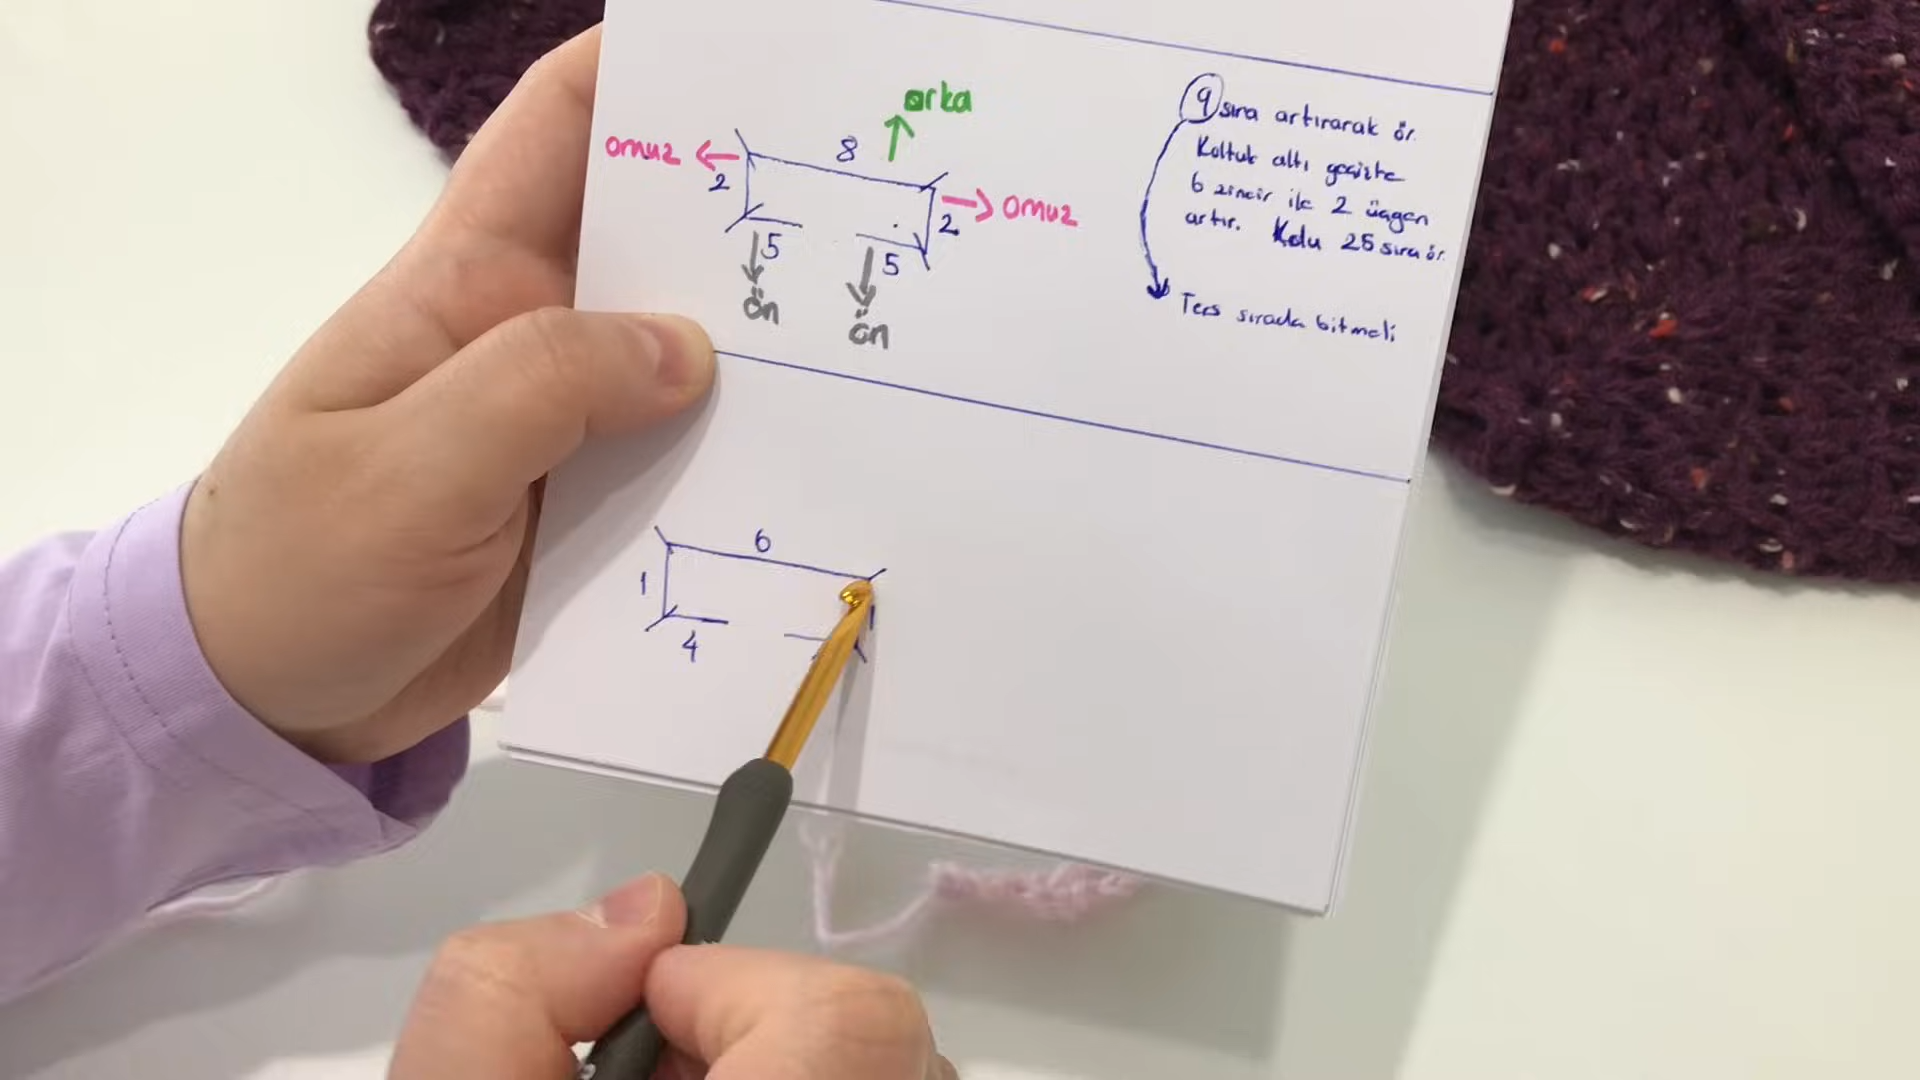 orka
omuz
8
2
omuz
2
5
5
ön
ön
9 sıra artırarak ör.
Koltuk altı geçişte
6 zincir ile 2 üçgen
artır. Kolu 25 sıra ör.
Ters sırada bitmeli
6
1
1
4